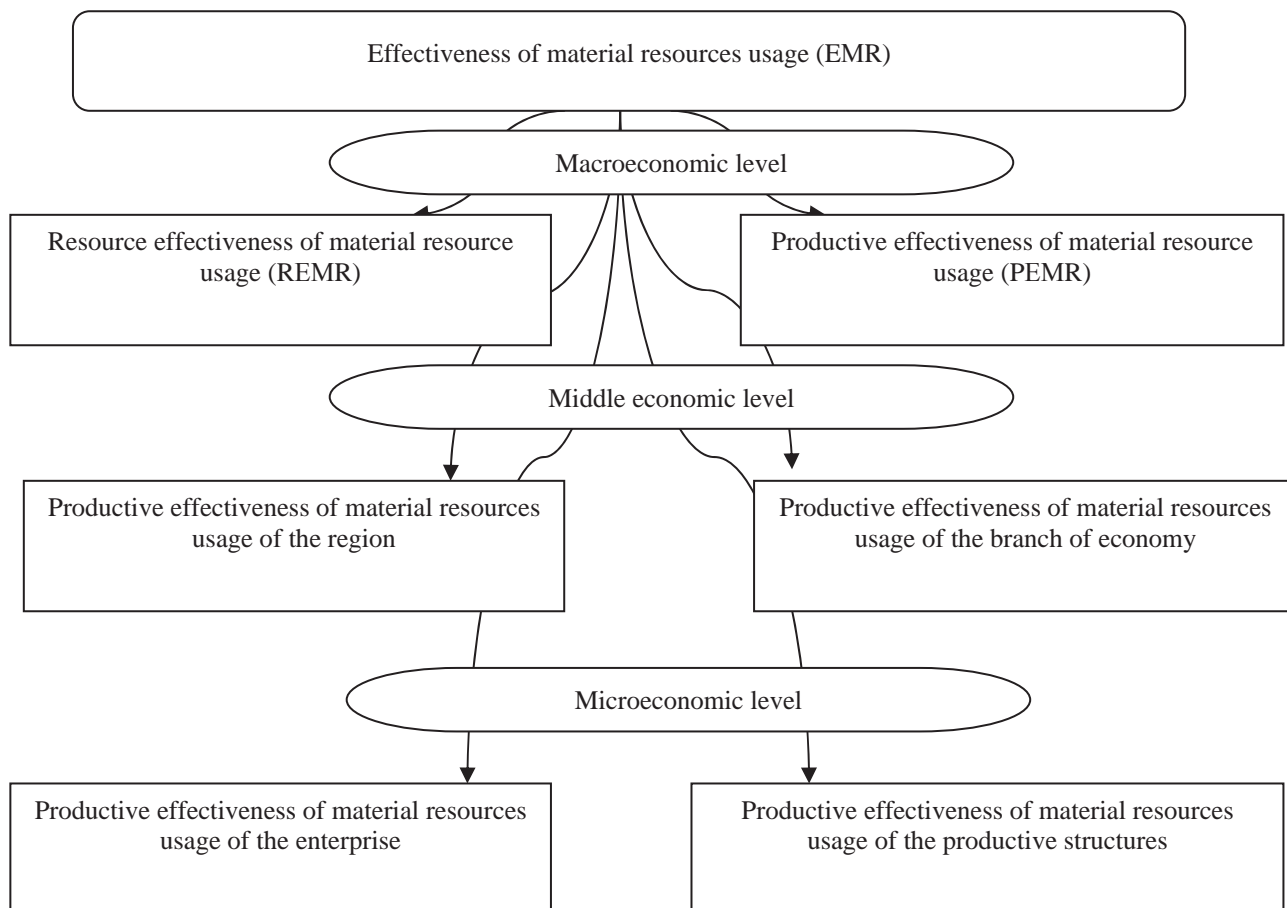 Effectiveness of material resources usage (EMR)
Macroeconomic level
Resource effectiveness of material resource
usage (REMR)
Productive effectiveness of material resource
usage (PEMR)
Middle economic level
Productive effectiveness of material resources
usage of the region
Productive effectiveness of material resources
usage of the branch of economy
Microeconomic level
Productive effectiveness of material resources
usage of the enterprise
Productive effectiveness of material resources
usage of the productive structures